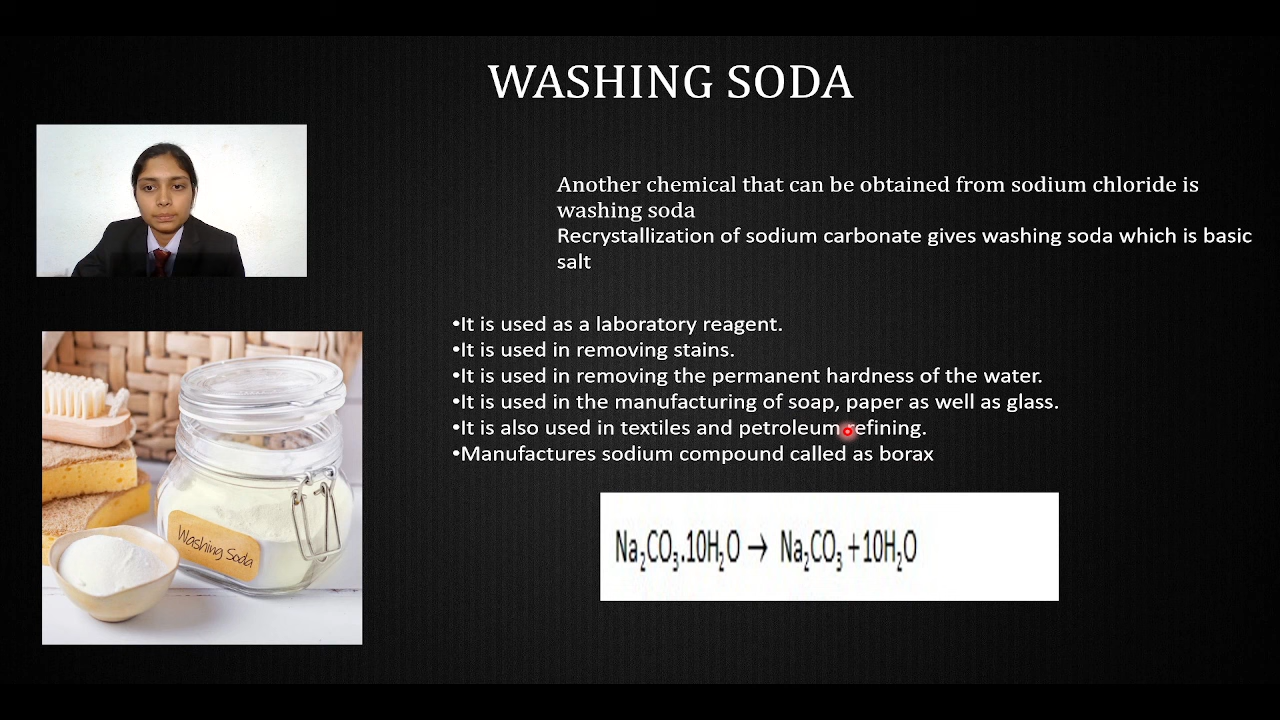 WASHING SODA
Another chemical that can be obtained from sodium chloride is
washing soda
Recrystallization of sodium carbonate gives washing soda which is basic
salt
•It is used as a laboratory reagent.
•It is used in removing stains.
•It is used in removing the permanent hardness of the water.
•It is used in the manufacturing of soap, paper as well as glass.
•It is also used in textiles and petroleum refining.
•Manufactures sodium compound called as borax
Washing Soda
Na₂CO₃.10H₂O → Na₂CO₃ +10H₂O